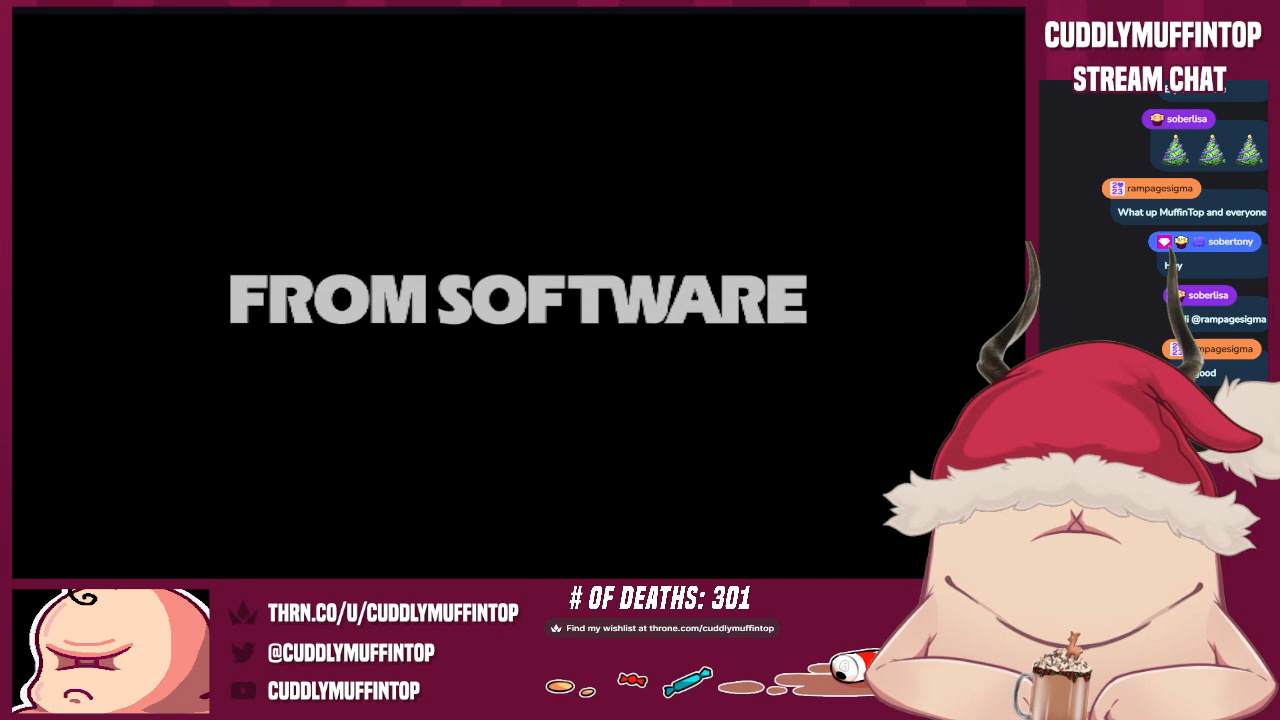 FROM SOFTWARE
CUDDLYMUFFINTOP
STREAM CHAT
soberlisa
rampagesigma
What up MuffinTop and everyone
sobertony
soberlisa
@rampagesigma
# OF DEATHS: 301
Find my wishlist at throne.com/cuddlymuffintop
THRN.CO/U/CUDDLYMUFFINTOP
@CUDDLYMUFFINTOP
CUDDLYMUFFINTOP